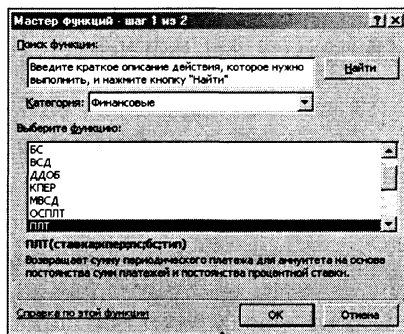 Мастер функций - шаг 1 из 2
Поиск функции:
Введите краткое описание действия, которое нужно
выполнить, и нажмите кнопку "Найти"
Найти
Категория: Финансовые
Выберите функцию:
БС
ВСД
ДДОБ
КПЕР
МВСД
ОСПЛТ
ПЛТ
ПЛТ(ставка;кпер;пс;бс;тип)
Возвращает сумму периодического платежа для аннуитета на основе
постоянства сумм платежей и постоянства процентной ставки.
Справка по этой функции
ОК
Отмена